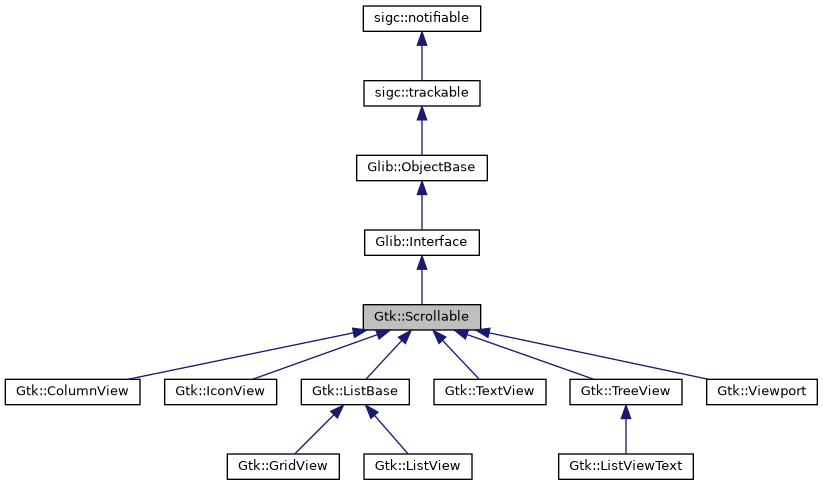 sigc::notifiable
sigc::trackable
Glib::ObjectBase
Glib::Interface
Gtk::Scrollable
Gtk::ColumnView
Gtk::IconView
Gtk::ListBase
Gtk::TextView
Gtk::TreeView
Gtk::Viewport
Gtk::GridView
Gtk::ListView
Gtk::ListViewText